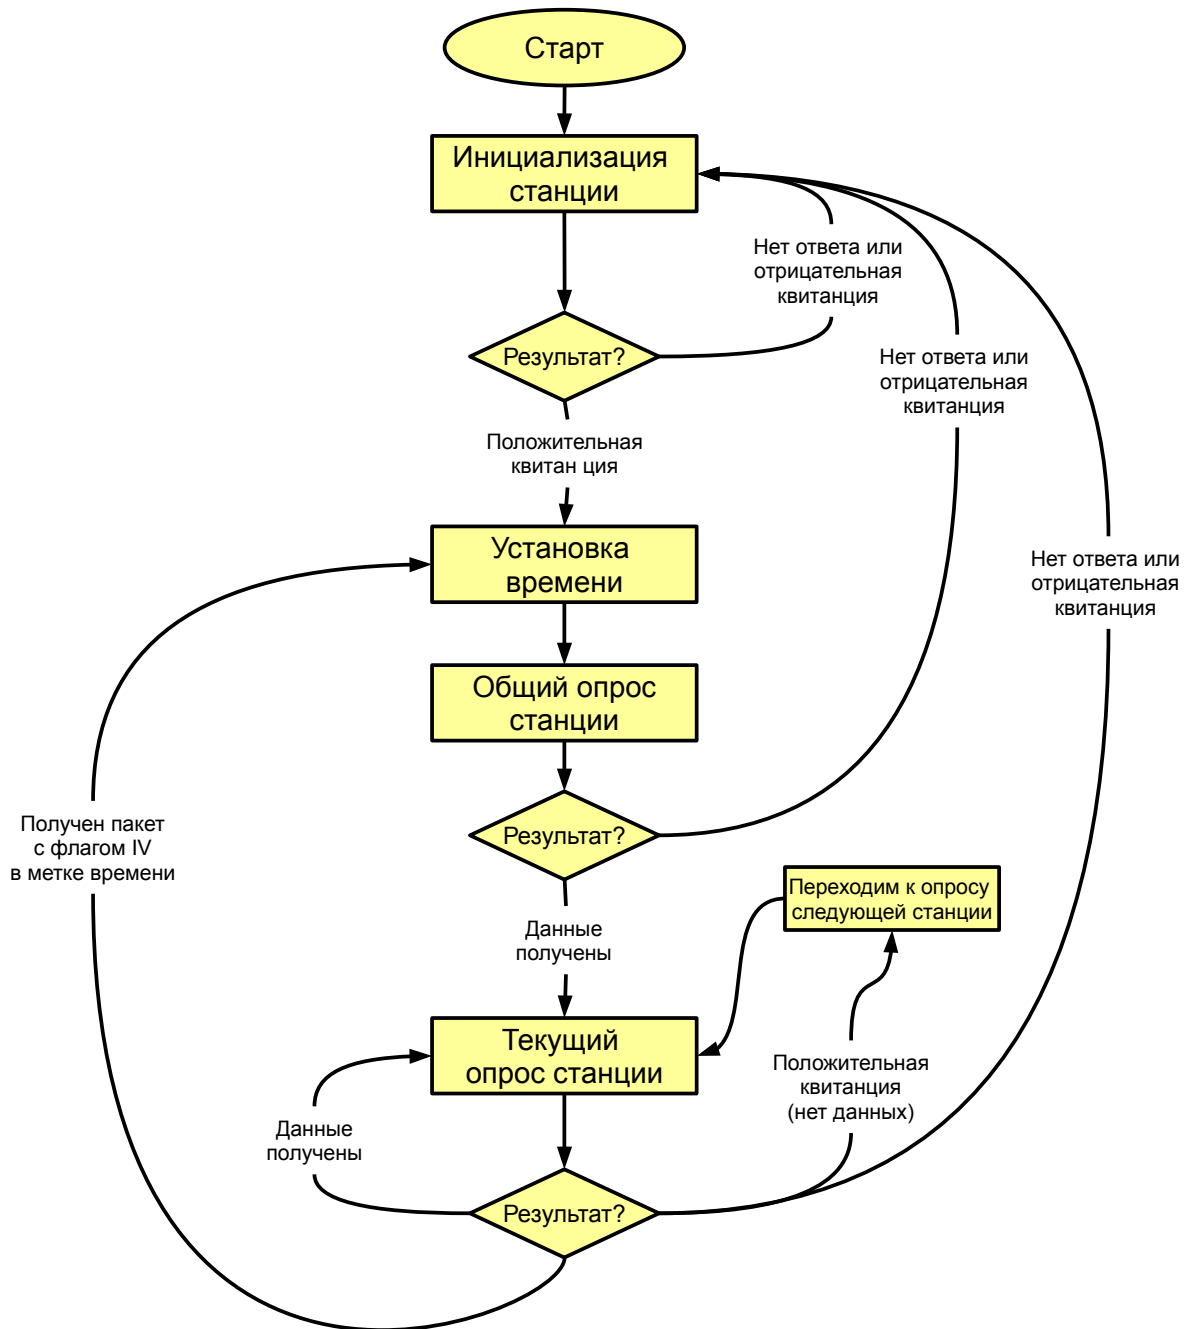 Старт
Инициализация
станции
Нет ответа или
отрицательная
квитанция
Результат?
Нет ответа или
отрицательная
квитанция
Положительная
квитан ция
Установка
времени
Нет ответа или
отрицательная
квитанция
Общий опрос
станции
Получен пакет
с флагом IV
в метке времени
Результат?
Переходим к опросу
следующей станции
Данные
получены
Текущий
опрос станции
Положительная
квитанция
(нет данных)
Данные
получены
Результат?